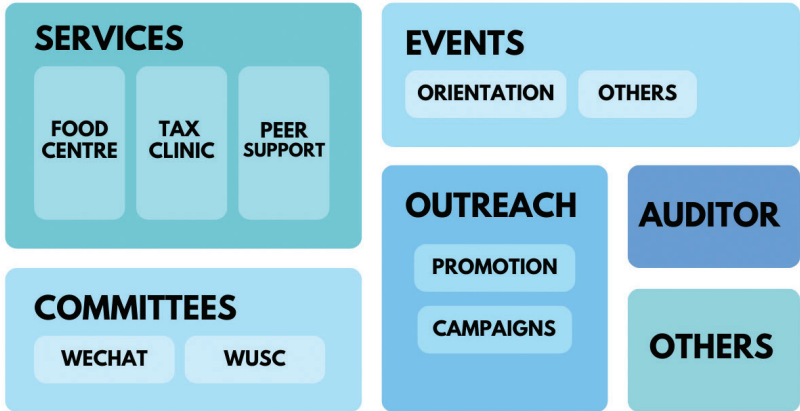 SERVICES
FOOD
CENTRE
TAX
CLINIC
PEER
SUPPORT
EVENTS
ORIENTATION
OTHERS
COMMITTEES
WECHAT
WUSC
OUTREACH
PROMOTION
CAMPAIGNS
AUDITOR
OTHERS